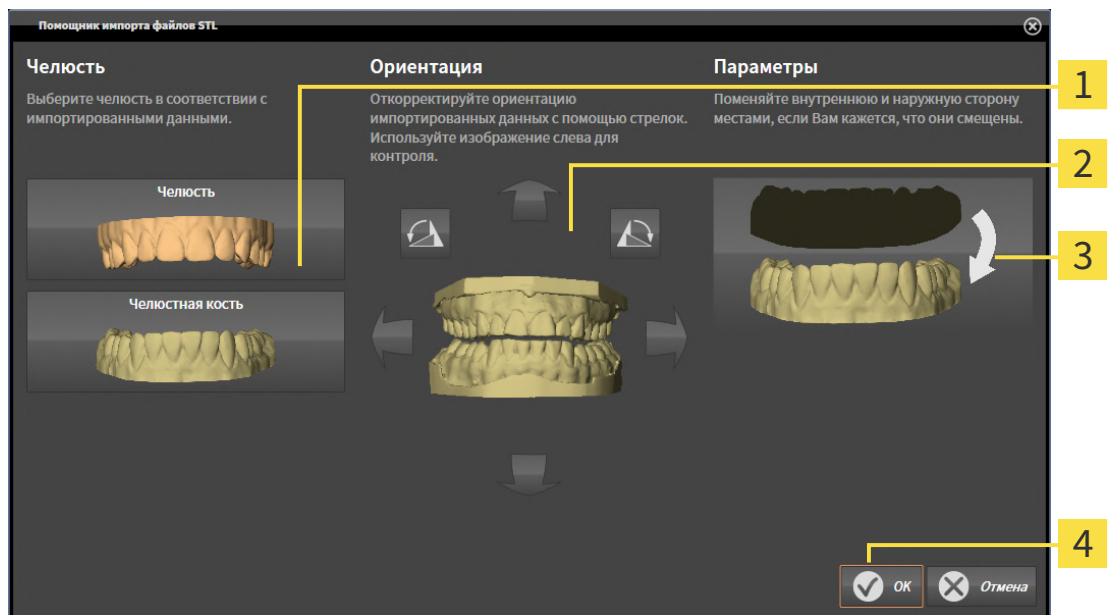 Помощник импорта файлов STL
Челюсть
Выберите челюсть в соответствии с
импортированными данными.
Челюсть
Челюстная кость
Ориентация
Откорректируйте ориентацию
импортированных данных с помощью стрелок.
Используйте изображение слева для
контроля.
Параметры
Поменяйте внутреннюю и наружную сторону
местами, если Вам кажется, что они смещены.
OK
Отмена
1
2
3
4